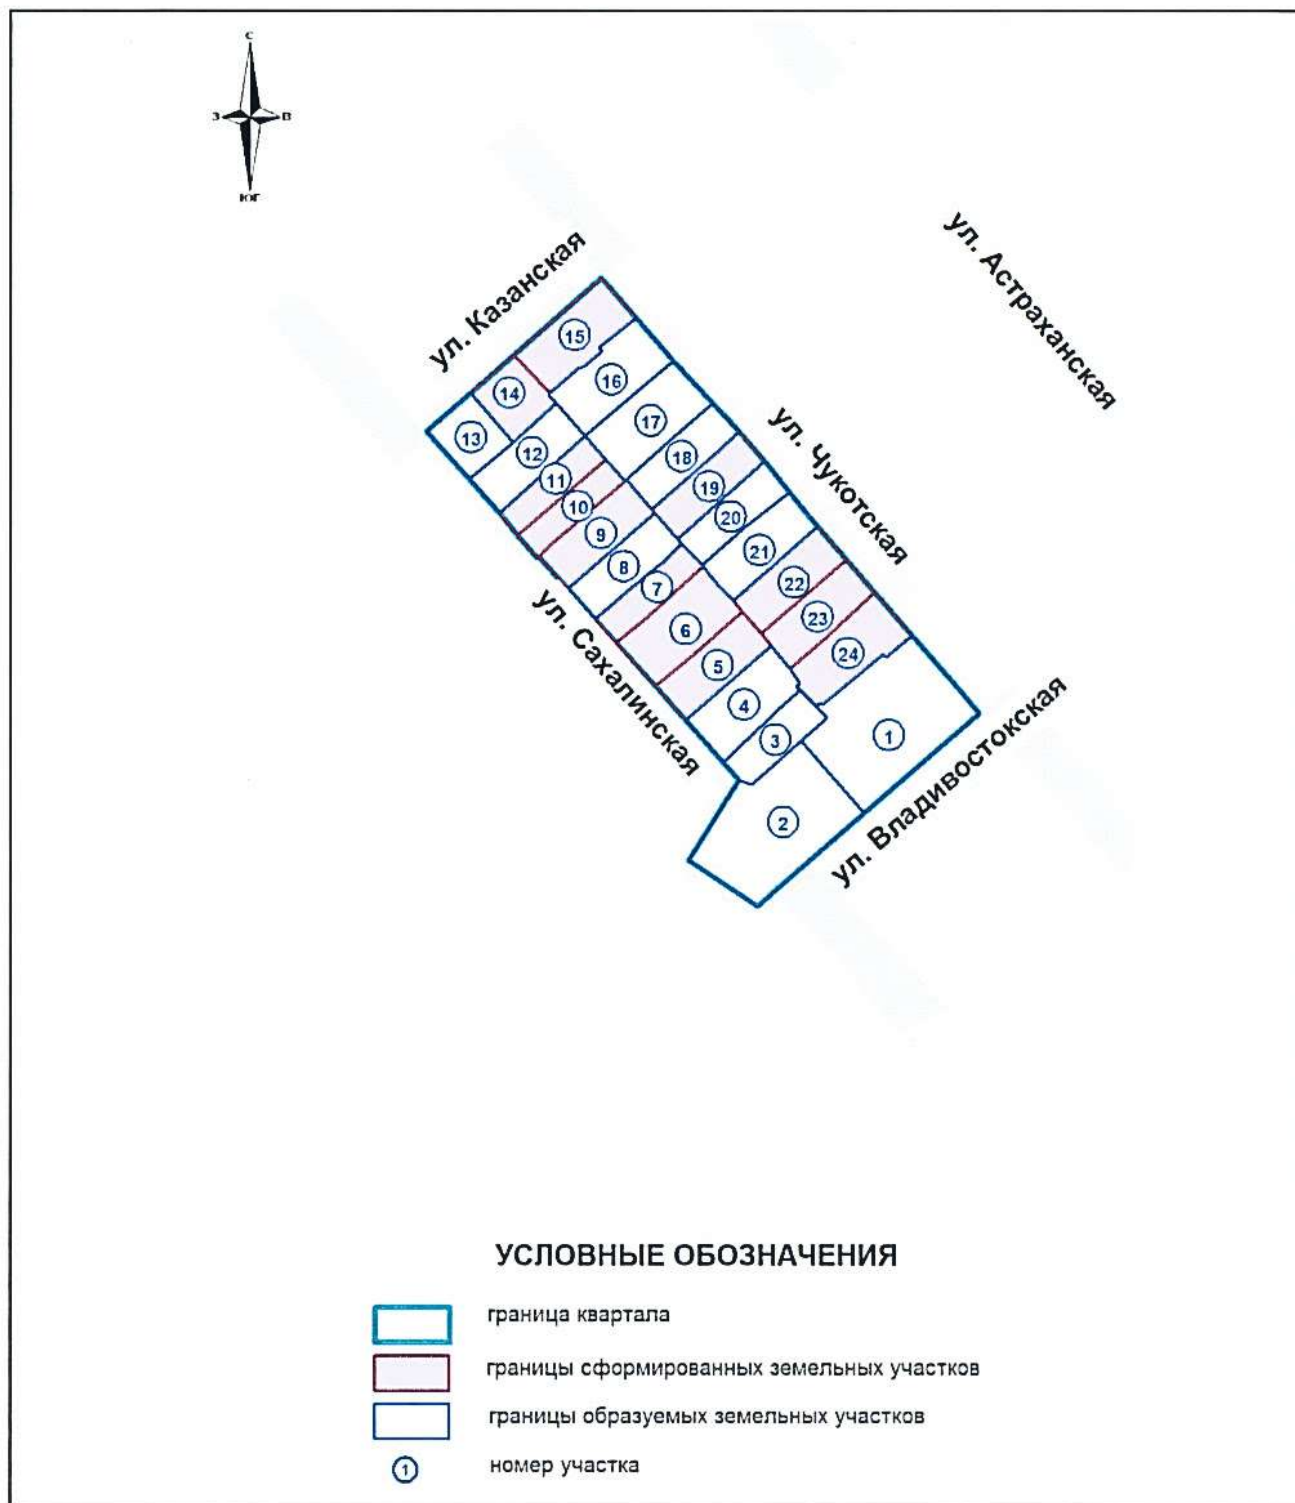 С
З В
ЮГ
ул. Казанская
ул. Астраханская
ул. Чукотская
ул. Сахалинская
ул. Владивостокская
15
16
14
17
13
12
18
11
19
10
20
9
21
8
7
22
23
6
24
5
4
3
1
2
УСЛОВНЫЕ ОБОЗНАЧЕНИЯ
граница квартала
границы сформированных земельных участков
границы образуемых земельных участков
1 номер участка